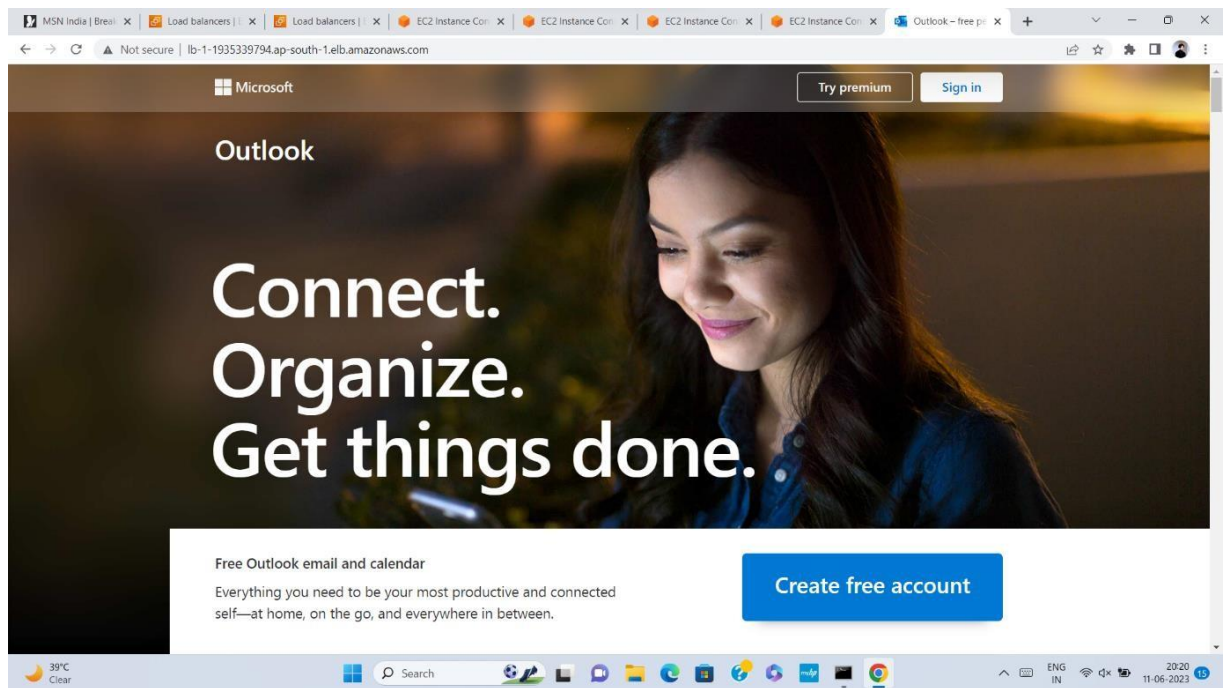 MSN India | Break
Load balancers | 
Load balancers | 
EC2 Instance Con
EC2 Instance Con
EC2 Instance Con
EC2 Instance Con
Outlook – free pe
Not secure | lb-1-1935339794.ap-south-1.elb.amazonaws.com
Microsoft
Try premium
Sign in
Outlook
Connect.
Organize.
Get things done.
Free Outlook email and calendar
Everything you need to be your most productive and connected
self—at home, on the go, and everywhere in between.
Create free account
39°C
Clear
Search
ENG
IN
20:20
11-06-2023
15